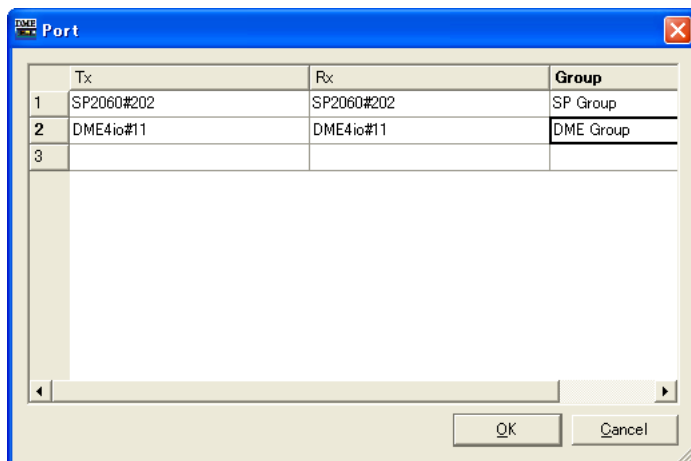 DME Port
Tx Rx Group
1 SP2060#202 SP2060#202 SP Group
2 DME4io#11 DME4io#11 DME Group
3
OK Cancel